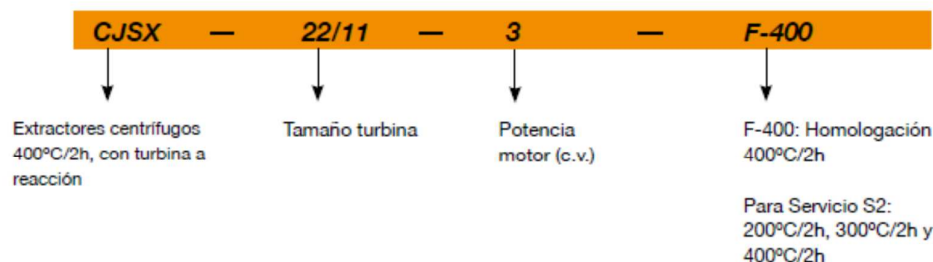 CJSX — 22/11 — 3 — F-400
Extractores centrífugos
400ºC/2h, con turbina a
reacción
Tamaño turbina
Potencia
motor (c.v.)
F-400: Homologación
400ºC/2h
Para Servicio S2:
200ºC/2h, 300ºC/2h y
400ºC/2h